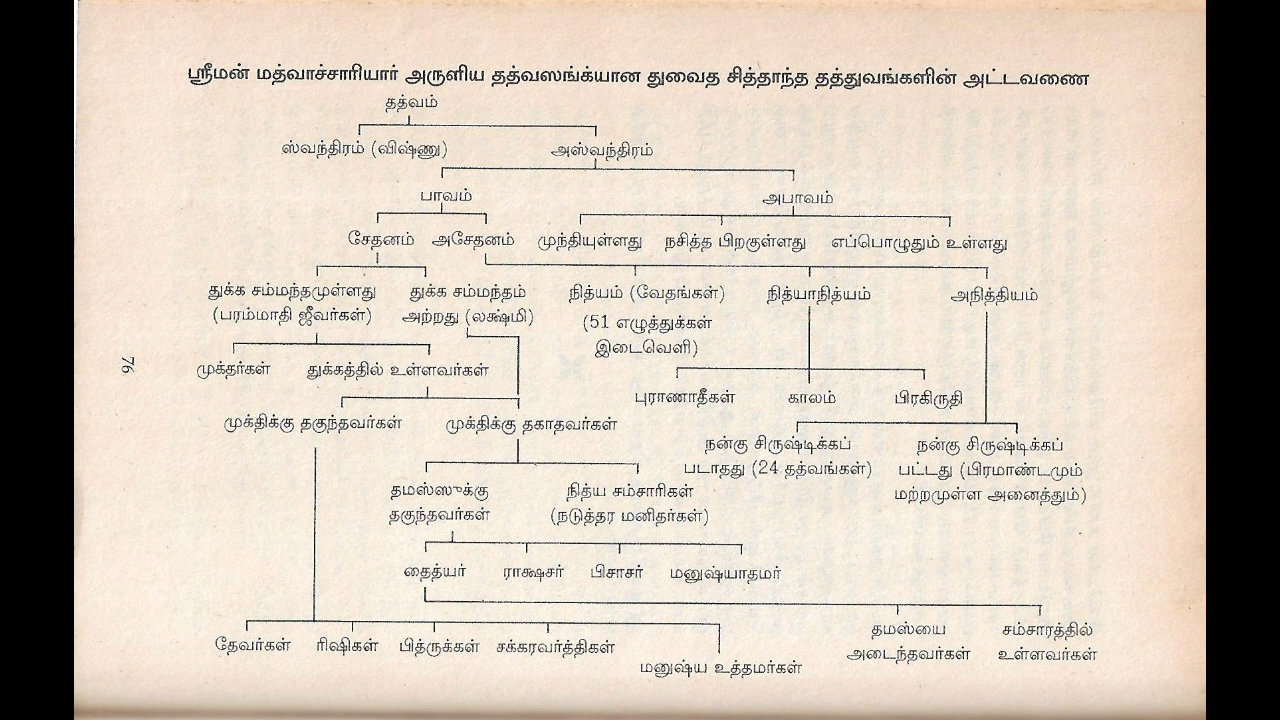 ஸ்ரீமன் மத்வாச்சாரியார் அருளிய தத்வஸங்க்யான துவைத சித்தாந்த தத்துவங்களின் அட்டவணை
தத்வம்
ஸ்வந்திரம் (விஷ்ணு) அஸ்வந்திரம்
பாவம் அபாவம்
சேதனம் அசேதனம் முந்தியுள்ளது நசித்த பிறகுள்ளது எப்பொழுதும் உள்ளது
துக்க சம்மந்தமுள்ளது துக்க சம்மந்தம் நித்யம் (வேதங்கள்) நித்யாநித்யம் அநித்தியம்
(பரம்மாதி ஜீவர்கள்) அற்றது (லக்ஷ்மி) (51 எழுத்துக்கள்
இடைவெளி)
முக்தர்கள் துக்கத்தில் உள்ளவர்கள்
76
புராணாதீகள் காலம் பிரகிருதி
முக்திக்கு தகுந்தவர்கள் முக்திக்கு தகாதவர்கள்
நன்கு சிருஷ்டிக்கப் நன்கு சிருஷ்டிக்கப்
படாதது (24 தத்வங்கள்) பட்டது (பிரமாண்டமும்
மற்றமுள்ள அனைத்தும்)
தமஸ்ஸுக்கு நித்ய சம்சாரிகள்
தகுந்தவர்கள் (நடுத்தர மனிதர்கள்)
தைத்யர் ராக்ஷசர் பிசாசர் மனுஷ்யாதமர்
தேவர்கள் ரிஷிகள் பித்ருக்கள் சக்கரவர்த்திகள் தமஸ்யை சம்சாரத்தில்
அடைந்தவர்கள் உள்ளவர்கள்
மனுஷ்ய உத்தமர்கள்